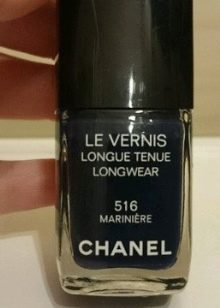 LE VERNIS
LONGUE TENUE
LONGWEAR
516
MARINIÈRE
CHANEL